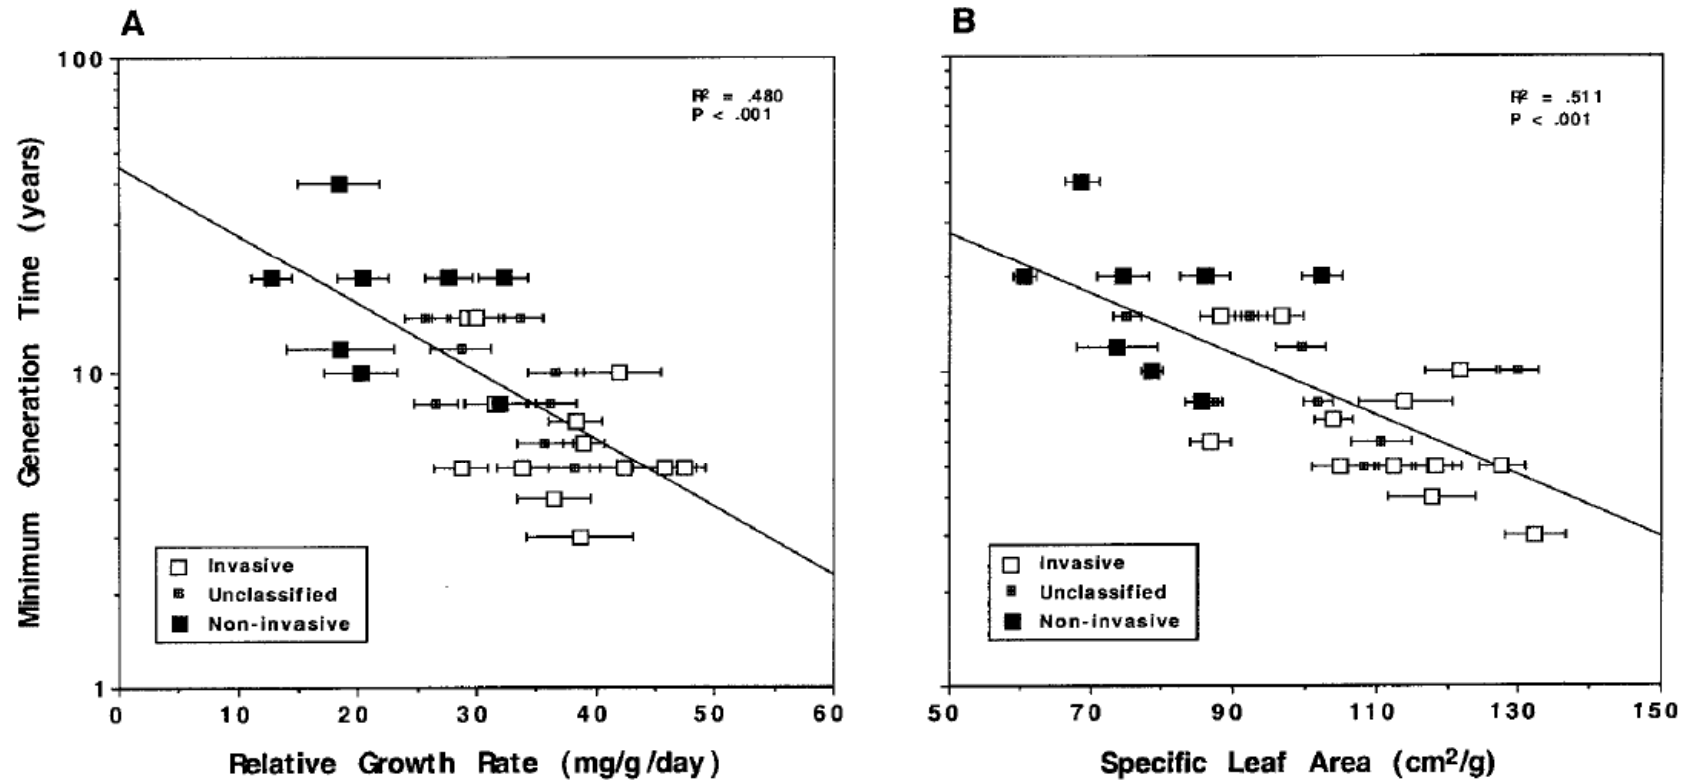 A
B
100
10
1
R² = .480
P < .001
R² = .511
P < .001
Minimum Generation Time (years)
Invasive
Unclassified
Non-invasive
Invasive
Unclassified
Non-invasive
0 10 20 30 40 50 60
50 70 90 110 130 150
Relative Growth Rate (mg/g/day)
Specific Leaf Area (cm²/g)